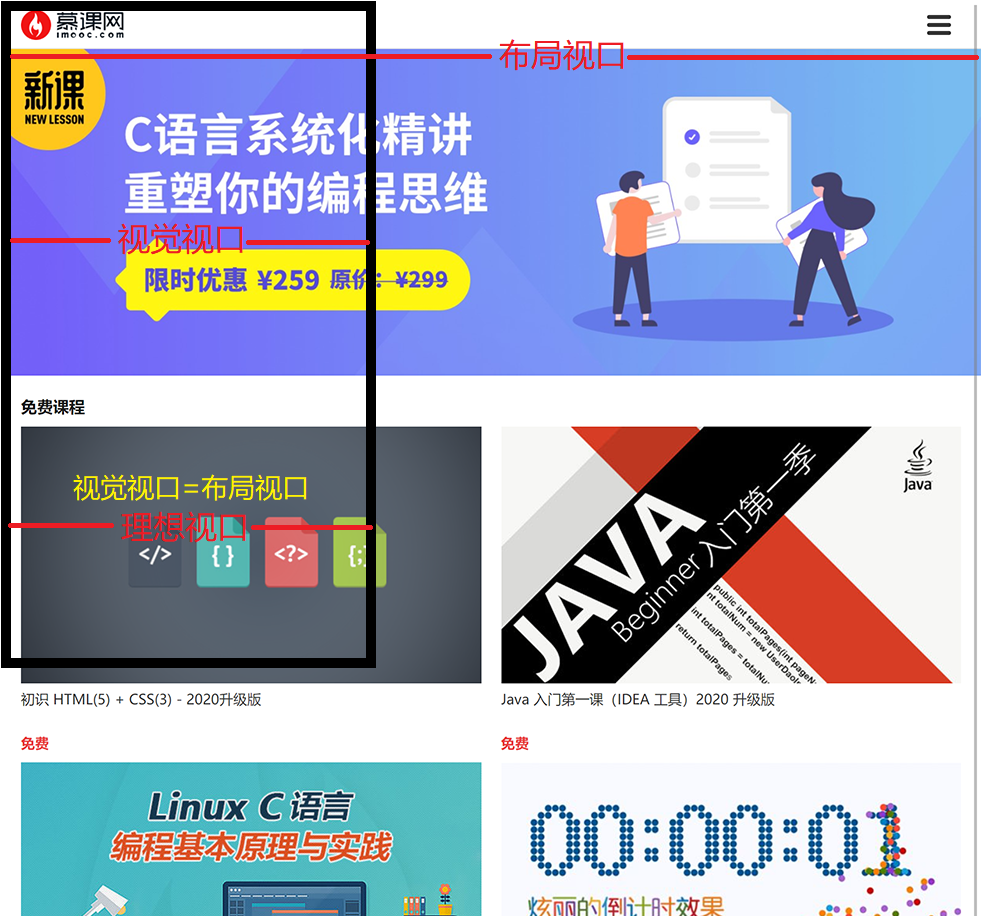 慕课网
imooc.com
布局视口
新课
NEW LESSON
C语言系统化精讲
重塑你的编程思维
视觉视口
限时优惠 ¥259 原价：¥299
免费课程
视觉视口=布局视口
理想视口
</>
{ }
<?>
{;}
JAVA
Beginner 入门第一季
Java
public int totalPages(int pageN
int totalNum = new UserDaoI
int totalPages = totalNum
return totalPages
初识 HTML(5) + CSS(3) - 2020升级版
Java 入门第一课（IDEA 工具）2020 升级版
免费
免费
Linux C 语言
编程基本原理与实践
00:00:01
炫丽的倒计时效果